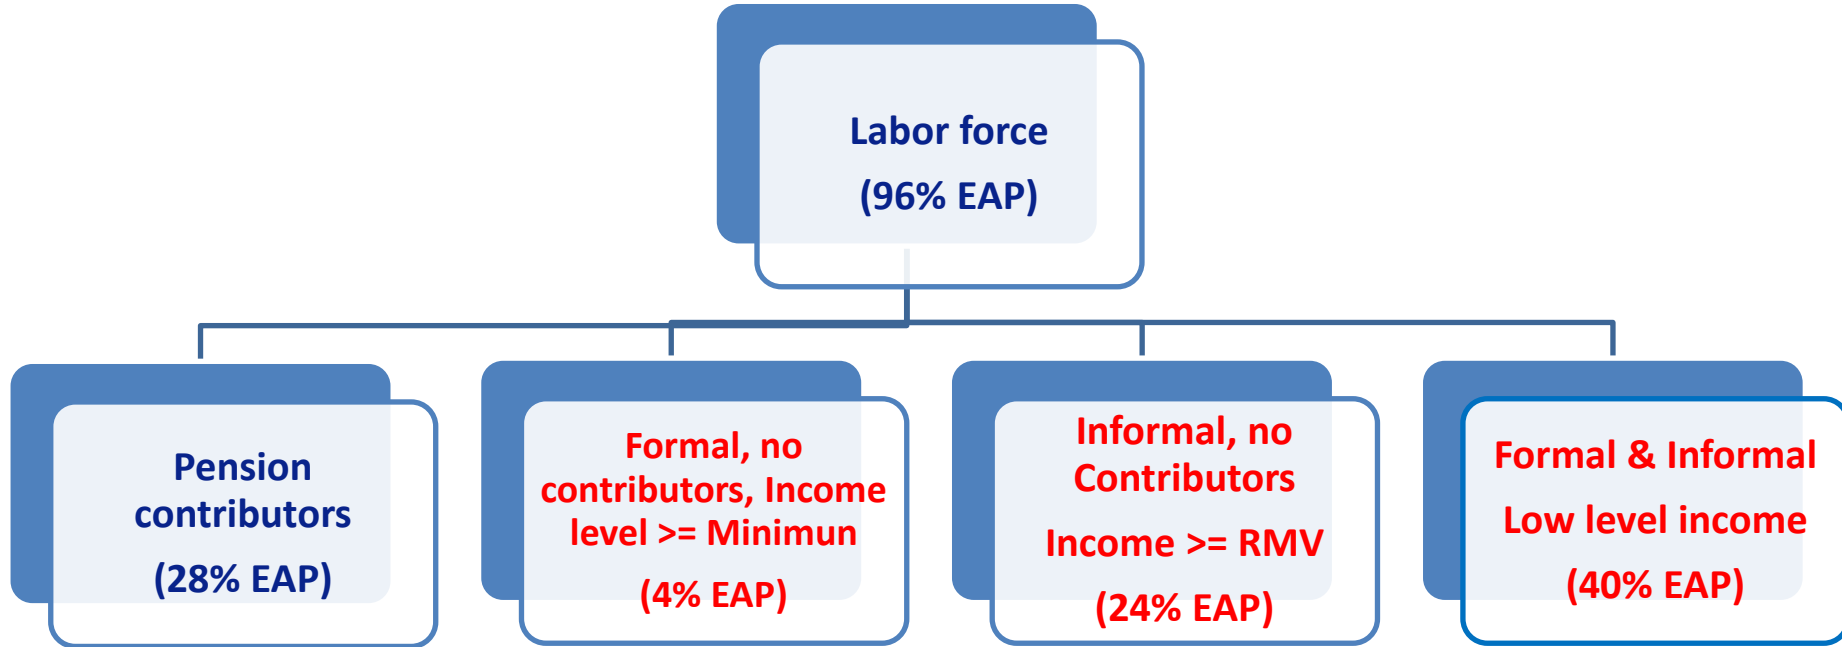 Labor force
(96% EAP)
Pension
contributors
(28% EAP)
Formal, no
contributors, Income
level >= Minimun
(4% EAP)
Informal, no
Contributors
Income >= RMV
(24% EAP)
Formal & Informal
Low level income
(40% EAP)